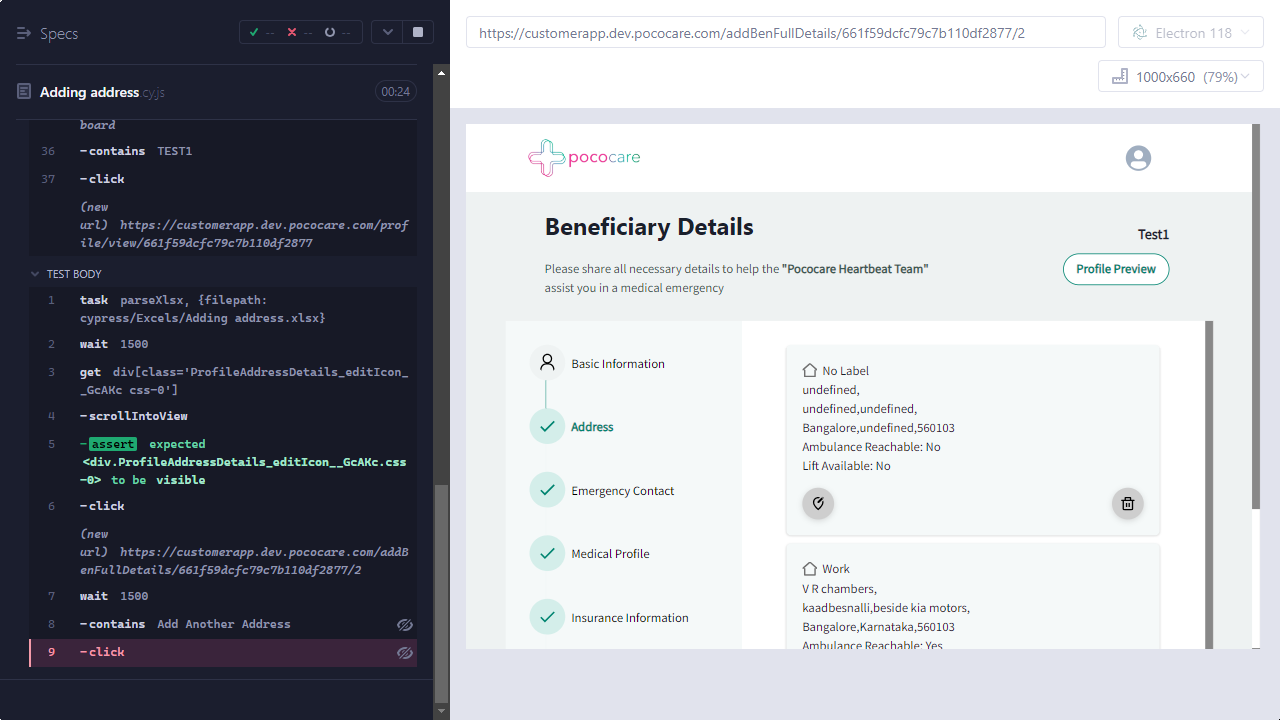 Specs
-- -- --
Adding address.cy.js 00:24
board
36 -contains TEST1
37 -click
(new
url) https://customerapp.dev.pococare.com/prof
ile/view/661f59dcfc79c7b110df2877
TEST BODY
1 task parseXlsx, {filepath:
cypress/Excels/Adding address.xlsx}
2 wait 1500
3 get div[class='ProfileAddressDetails_editIcon_
_GcAKc css-0']
4 -scrollIntoView
5 -assert expected
<div.ProfileAddressDetails_editIcon__GcAKc.css
-0> to be visible
6 -click
(new
url) https://customerapp.dev.pococare.com/addB
enFullDetails/661f59dcfc79c7b110df2877/2
7 wait 1500
8 -contains Add Another Address
9 -click
https://customerapp.dev.pococare.com/addBenFullDetails/661f59dcfc79c7b110df2877/2
Electron 118
1000x660 (79%)
pococare
Beneficiary Details
Test1
Please share all necessary details to help the "Pococare Heartbeat Team"
assist you in a medical emergency
Profile Preview
Basic Information
Address
Emergency Contact
Medical Profile
Insurance Information
No Label
undefined,
undefined,undefined,
Bangalore,undefined,560103
Ambulance Reachable: No
Lift Available: No
Work
V R chambers,
kaadbesnalli,beside kia motors,
Bangalore,Karnataka,560103
Ambulance Reachable: Yes